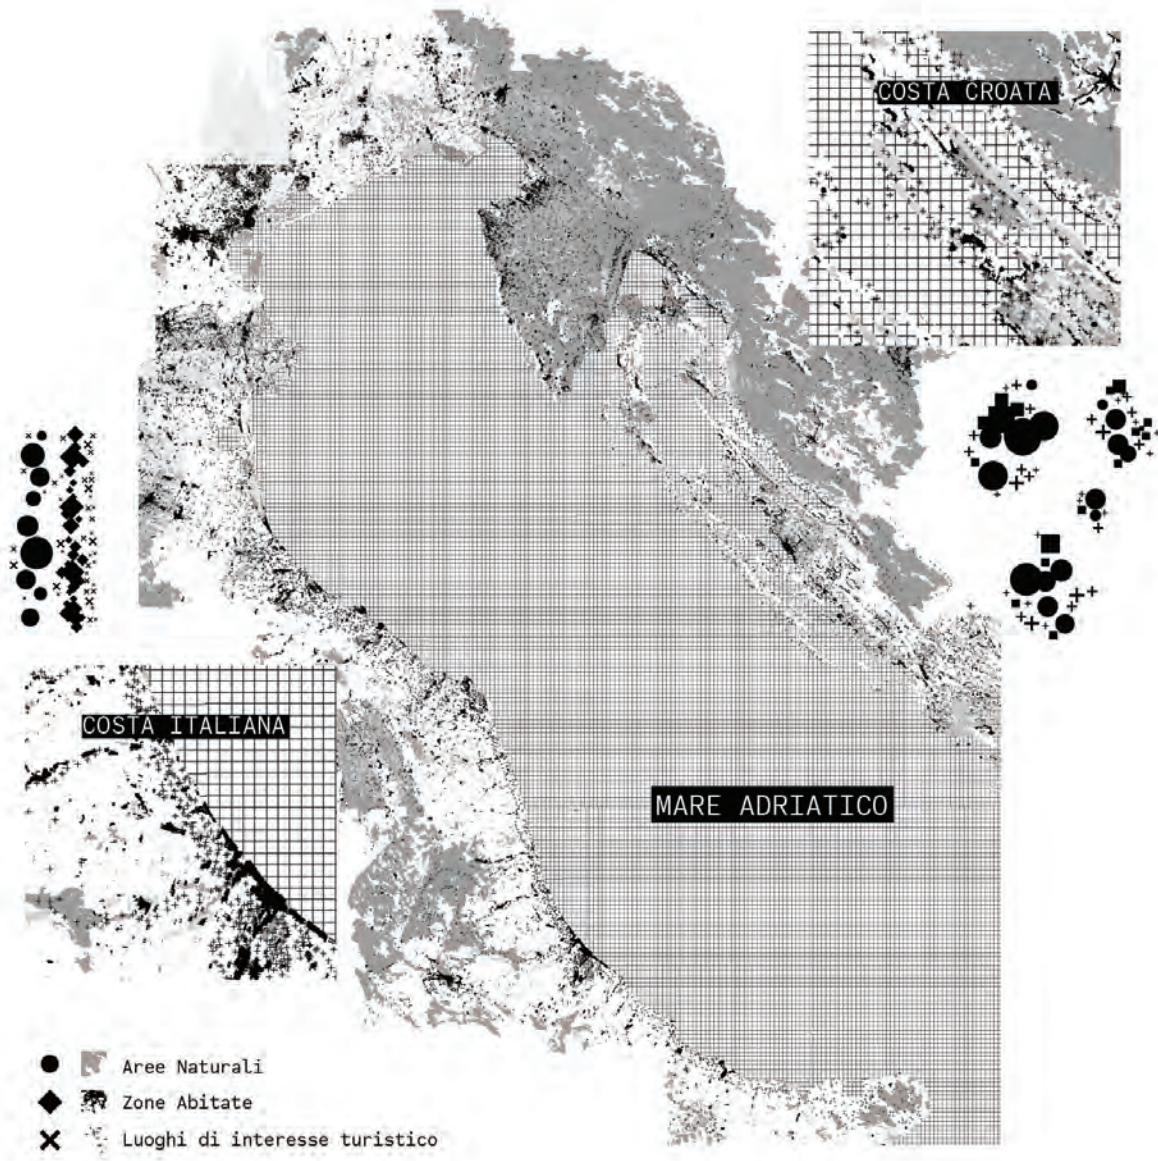 COSTA CROATA
COSTA ITALIANA
MARE ADRIATICO
Aree Naturali
Zone Abitate
Luoghi di interesse turistico